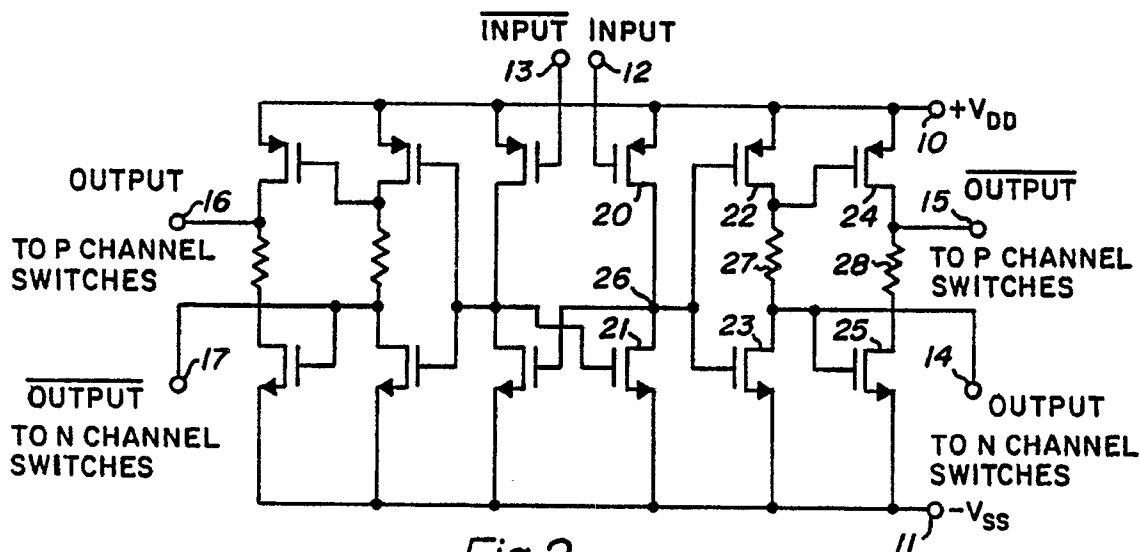 INPUT INPUT
13 12
+VDD
10
OUTPUT
16
TO P CHANNEL
SWITCHES
20
22
24
OUTPUT
15
TO P CHANNEL
SWITCHES
27
28
26
21
23
25
17
OUTPUT
TO N CHANNEL
SWITCHES
14
OUTPUT
TO N CHANNEL
SWITCHES
-VSS
11